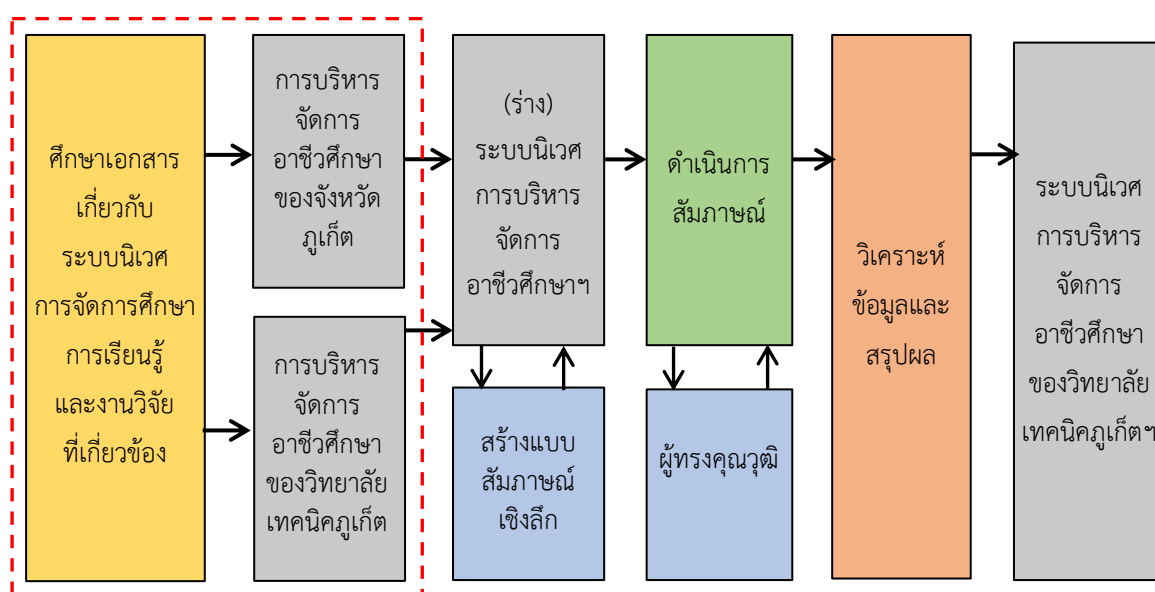 ศึกษาเอกสาร
เกี่ยวกับ
ระบบนิเวศ
การจัดการศึกษา
การเรียนรู้
และงานวิจัย
ที่เกี่ยวข้อง
การบริหาร
จัดการ
อาชีวศึกษา
ของจังหวัด
ภูเก็ต
การบริหาร
จัดการ
อาชีวศึกษา
ของวิทยาลัย
เทคนิคภูเก็ต
(ร่าง)
ระบบนิเวศ
การบริหาร
จัดการ
อาชีวศึกษาฯ
สร้างแบบ
สัมภาษณ์
เชิงลึก
ดำเนินการ
สัมภาษณ์
ผู้ทรงคุณวุฒิ
วิเคราะห์
ข้อมูลและ
สรุปผล
ระบบนิเวศ
การบริหาร
จัดการ
อาชีวศึกษา
ของวิทยาลัย
เทคนิคภูเก็ตฯ